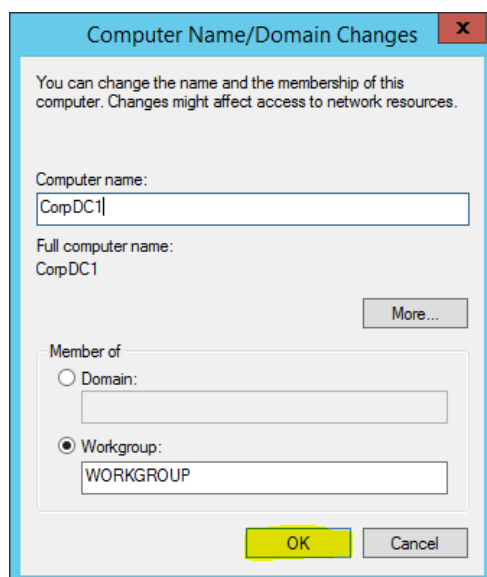 Computer Name/Domain Changes
x
You can change the name and the membership of this
computer. Changes might affect access to network resources.
Computer name:
CorpDC1
Full computer name:
CorpDC1
More...
Member of
Domain:
Workgroup:
WORKGROUP
OK Cancel